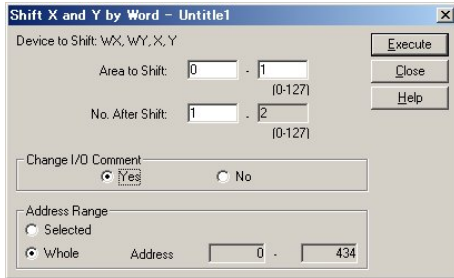 Shift X and Y by Word - Untitle1
Device to Shift: WX, WY, X, Y
Execute
Area to Shift: 0 - 1
Close
(0-127)
Help
No. After Shift: 1 - 2
(0-127)
Change I/O Comment
Yes No
Address Range
Selected
Whole Address 0 - 434